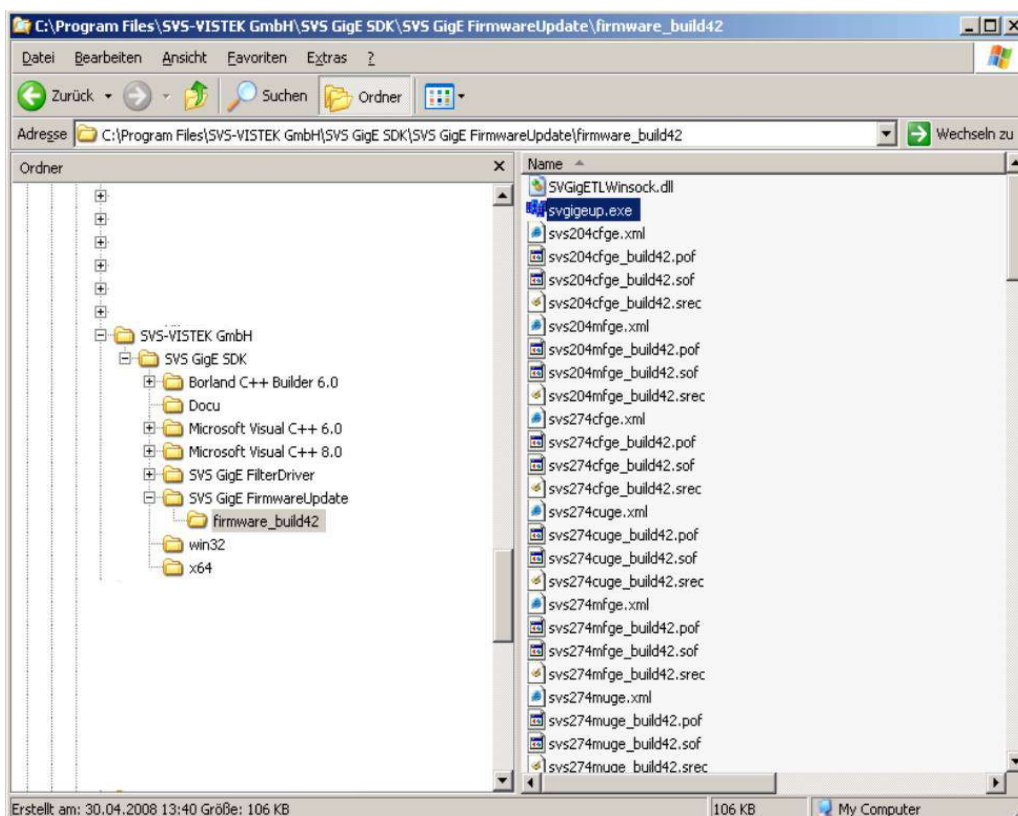 C:\Program Files\SVS-VISTEK GmbH\SVS GigE SDK\SVS GigE FirmwareUpdate\firmware_build42
Datei Bearbeiten Ansicht Favoriten Extras ?
Zurück Suchen Ordner
Adresse C:\Program Files\SVS-VISTEK GmbH\SVS GigE SDK\SVS GigE FirmwareUpdate\firmware_build42 Wechseln zu
Ordner
SVS-VISTEK GmbH
SVS GigE SDK
Borland C++ Builder 6.0
Docu
Microsoft Visual C++ 6.0
Microsoft Visual C++ 8.0
SVS GigE FilterDriver
SVS GigE FirmwareUpdate
firmware_build42
win32
x64
Name
SVGigETLWinsock.dll
svgigeup.exe
svs204cfge.xml
svs204cfge_build42.pof
svs204cfge_build42.sof
svs204cfge_build42.srec
svs204mfge.xml
svs204mfge_build42.pof
svs204mfge_build42.sof
svs204mfge_build42.srec
svs274cfge.xml
svs274cfge_build42.pof
svs274cfge_build42.sof
svs274cfge_build42.srec
svs274cuge.xml
svs274cuge_build42.pof
svs274cuge_build42.sof
svs274cuge_build42.srec
svs274mfge.xml
svs274mfge_build42.pof
svs274mfge_build42.sof
svs274mfge_build42.srec
svs274muge.xml
svs274muge_build42.pof
svs274muge_build42.sof
svs274muge_build42.srec
Erstellt am: 30.04.2008 13:40 Größe: 106 KB 106 KB My Computer